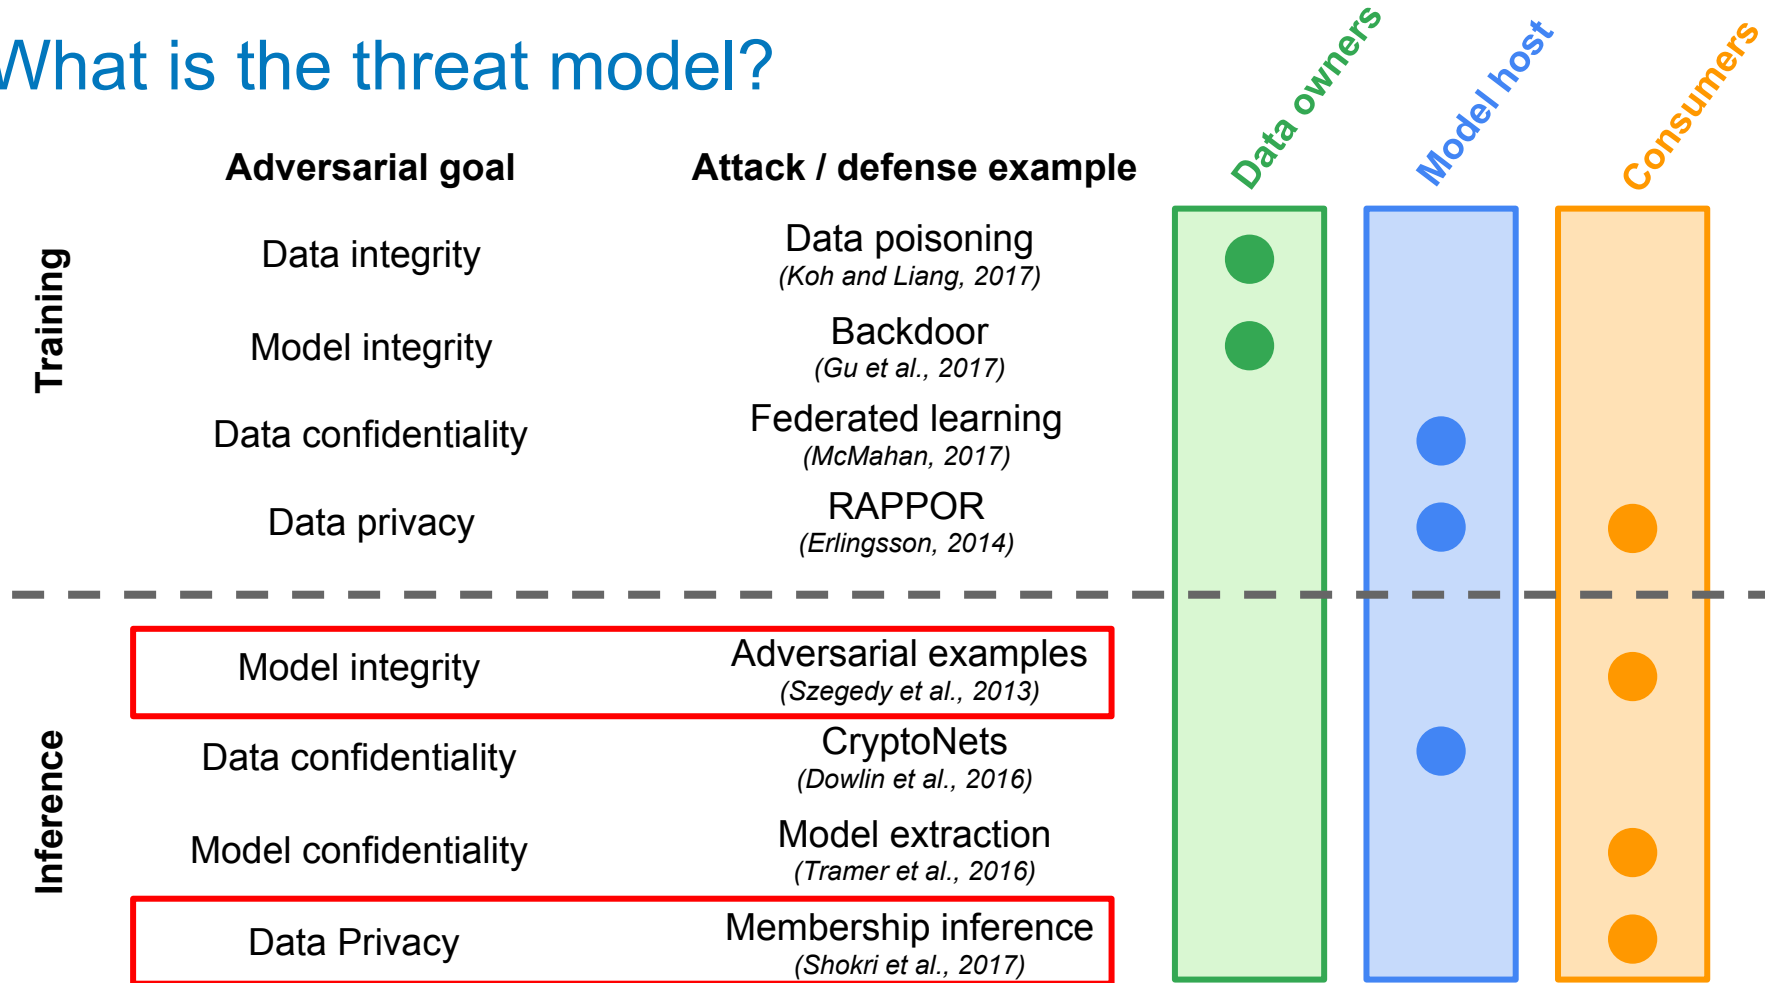 What is the threat model?
Data owners
Model host
Consumers
Adversarial goal
Attack / defense example
Training
Data integrity
Data poisoning
(Koh and Liang, 2017)
Model integrity
Backdoor
(Gu et al., 2017)
Data confidentiality
Federated learning
(McMahan, 2017)
Data privacy
RAPPOR
(Erlingsson, 2014)
Inference
Model integrity
Adversarial examples
(Szegedy et al., 2013)
Data confidentiality
CryptoNets
(Dowlin et al., 2016)
Model confidentiality
Model extraction
(Tramer et al., 2016)
Data Privacy
Membership inference
(Shokri et al., 2017)